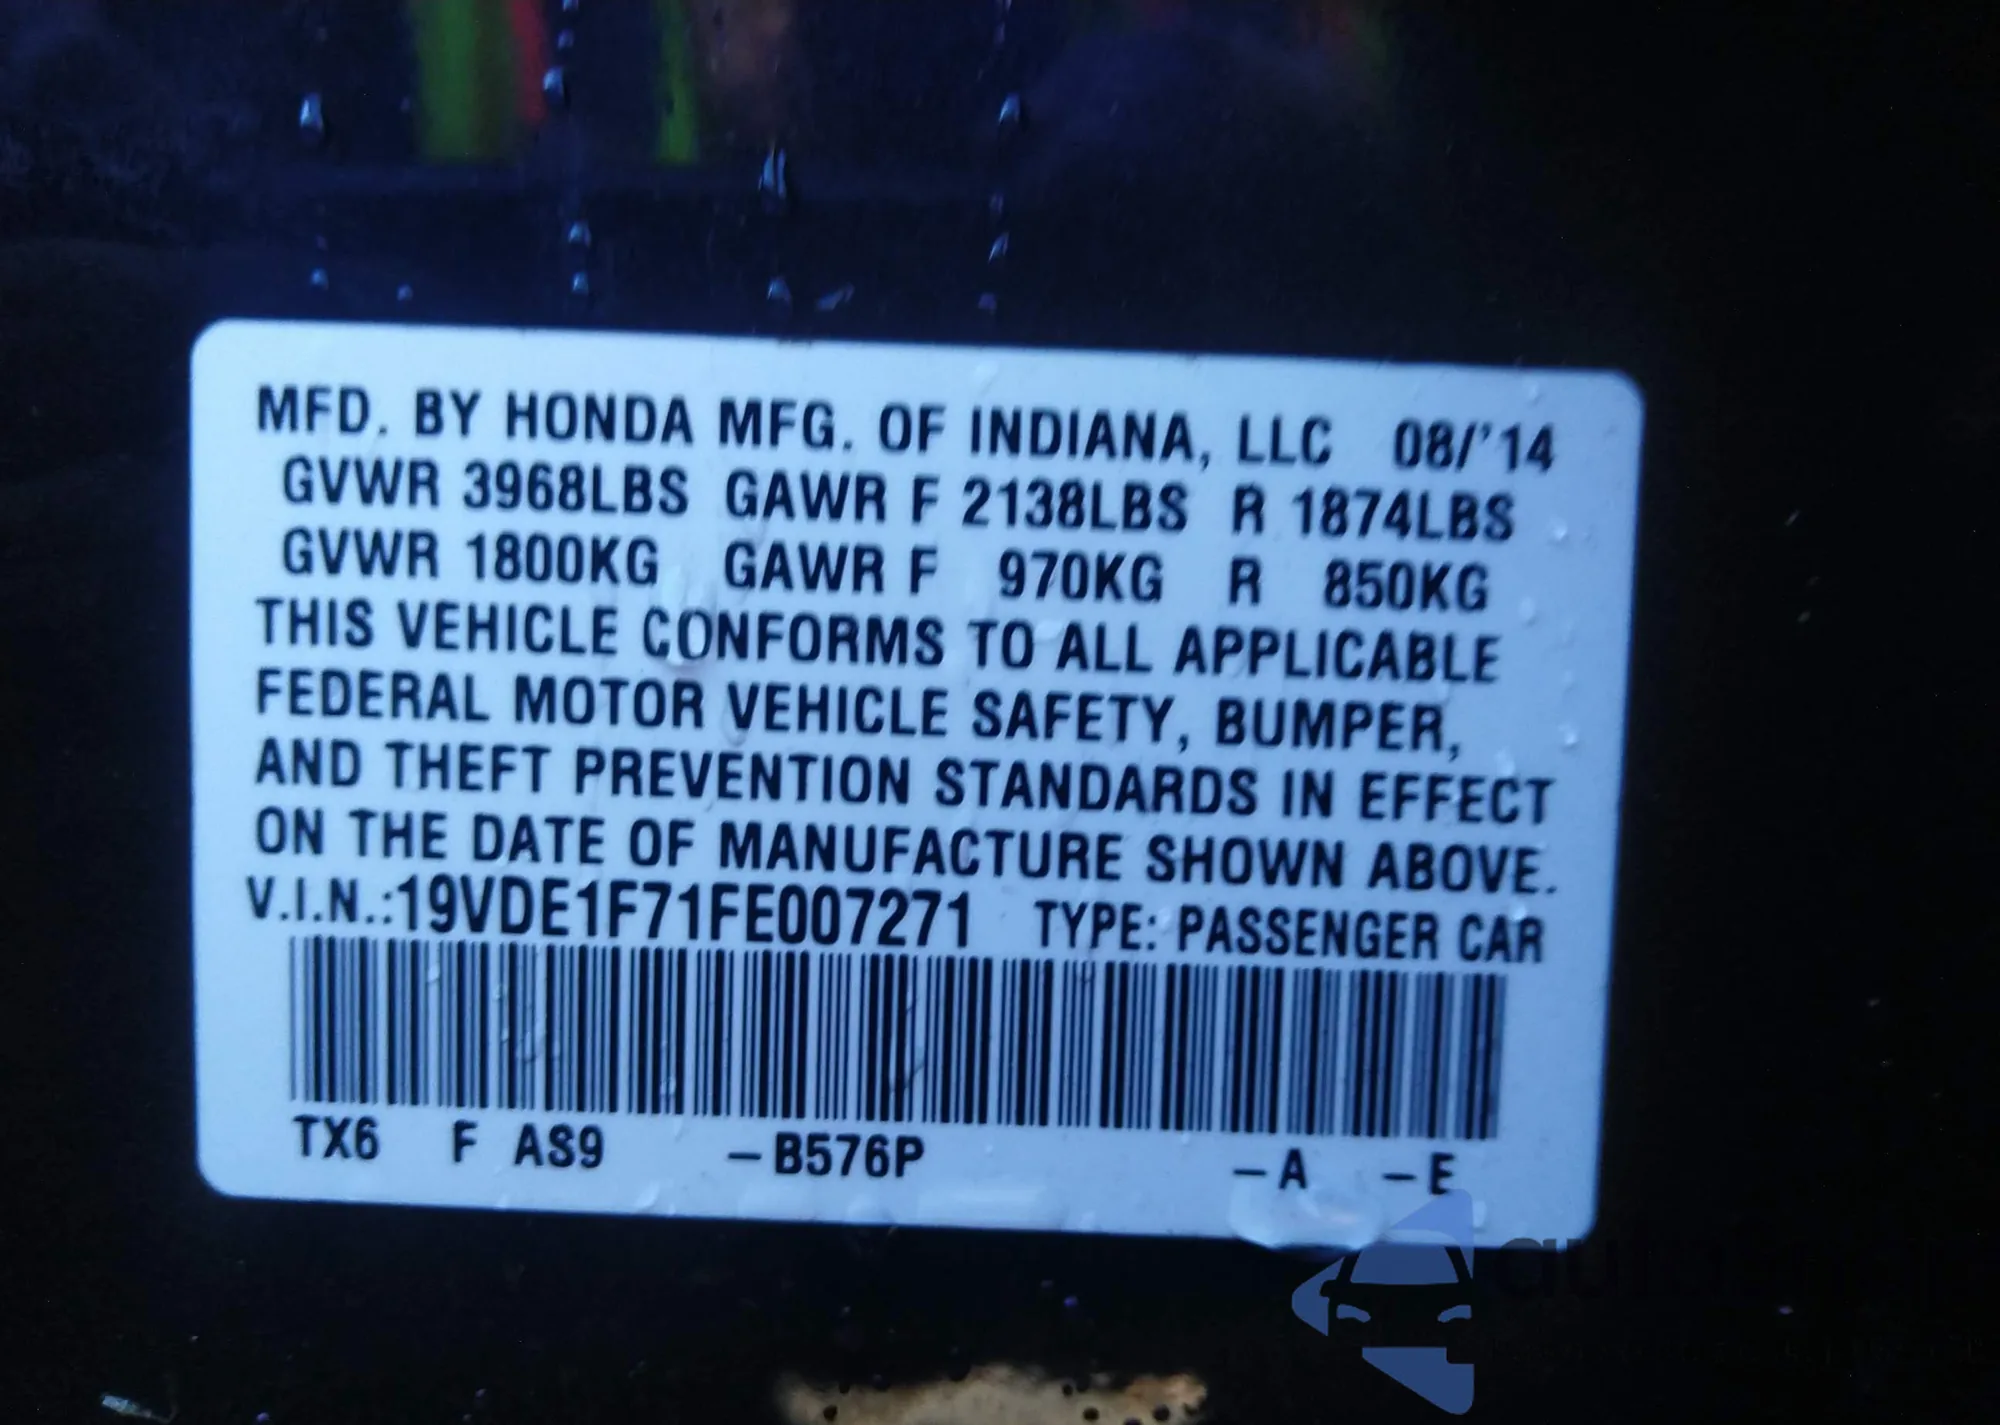 MFD. BY HONDA MFG. OF INDIANA, LLC 08/'14
GVWR 3968LBS GAWR F 2138LBS R 1874LBS
GVWR 1800KG GAWR F 970KG R 850KG
THIS VEHICLE CONFORMS TO ALL APPLICABLE
FEDERAL MOTOR VEHICLE SAFETY, BUMPER,
AND THEFT PREVENTION STANDARDS IN EFFECT
ON THE DATE OF MANUFACTURE SHOWN ABOVE.
V.I.N.:19VDE1F71FE007271 TYPE: PASSENGER CAR
TX6 F AS9 –B576P –A –E